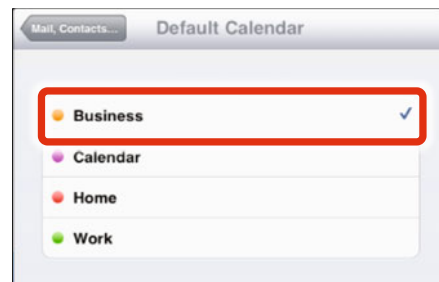 Mail, Contacts... Default Calendar
Business
Calendar
Home
Work